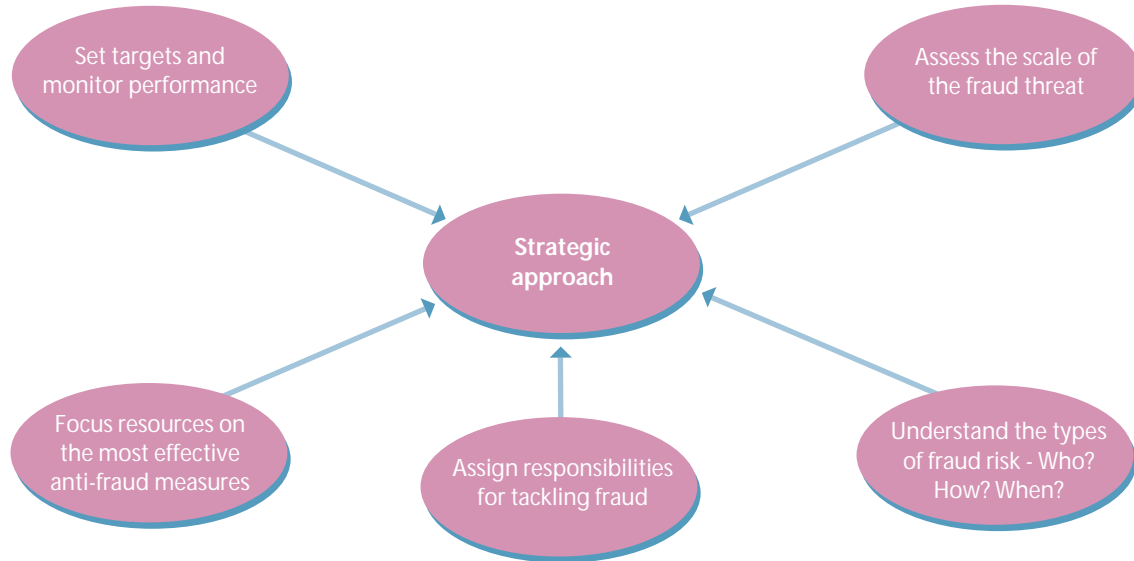 Set targets and
monitor performance
Assess the scale of
the fraud threat
Strategic
approach
Focus resources on
the most effective
anti-fraud measures
Assign responsibilities
for tackling fraud
Understand the types
of fraud risk - Who?
How? When?